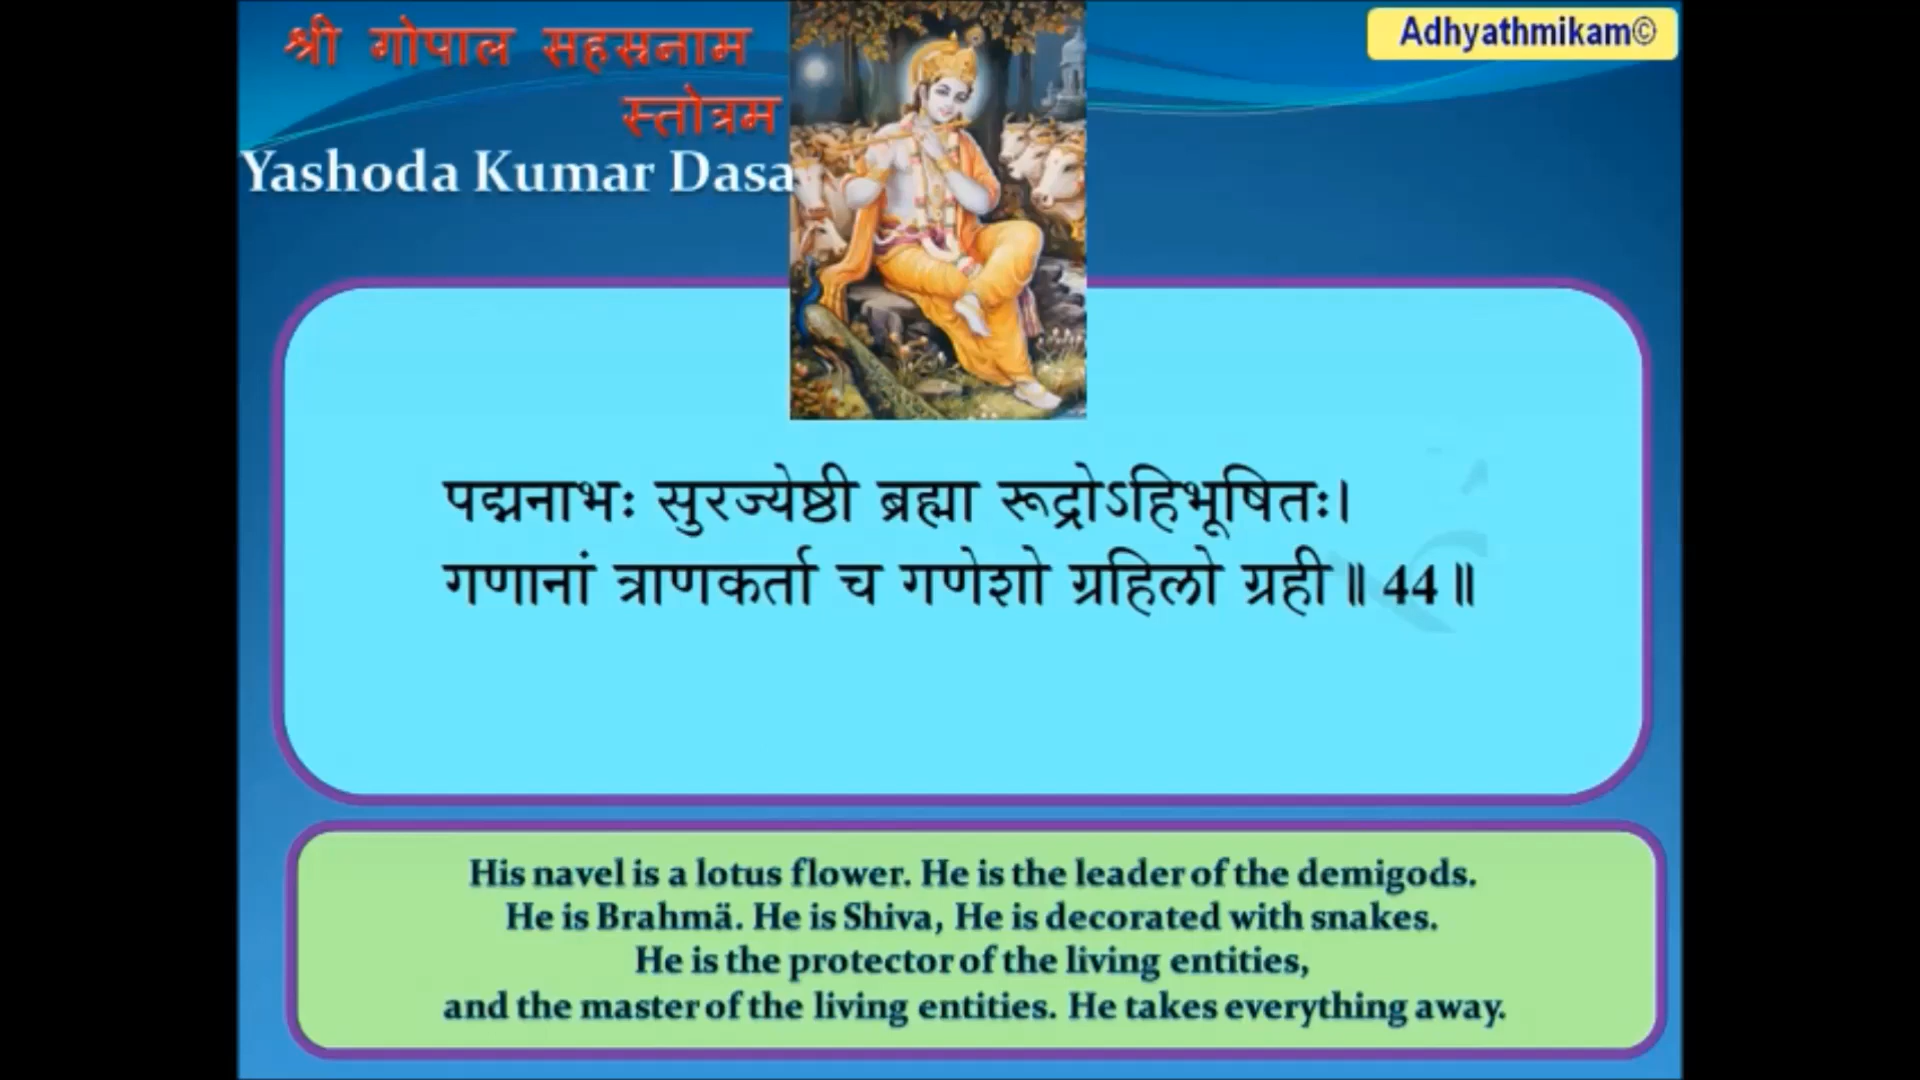 श्री गोपाल सहस्रनाम
स्तोत्रम
Yashoda Kumar Dasa
Adhyathmikam©
पद्मनाभः सुरज्येष्ठी ब्रह्मा रूद्रोऽहिभूषितः।
गणानां त्राणकर्ता च गणेशो ग्रहिलो ग्रही॥ 44॥
His navel is a lotus flower. He is the leader of the demigods.
He is Brahmä. He is Shiva, He is decorated with snakes.
He is the protector of the living entities,
and the master of the living entities. He takes everything away.